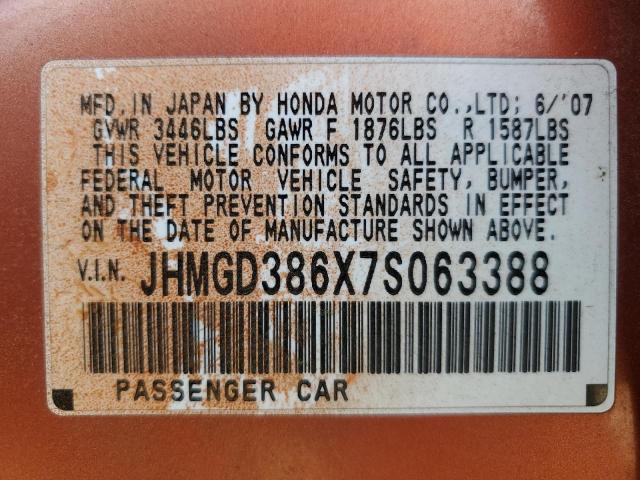 MFD. IN JAPAN BY HONDA MOTOR CO.,LTD; 6/'07
GVWR 3446LBS GAWR F 1876LBS R 1587LBS
THIS VEHICLE CONFORMS TO ALL APPLICABLE
FEDERAL MOTOR VEHICLE SAFETY, BUMPER,
AND THEFT PREVENTION STANDARDS IN EFFECT
ON THE DATE OF MANUFACTURE SHOWN ABOVE.
V.I.N. JHMGD386X7S063388
PASSENGER CAR